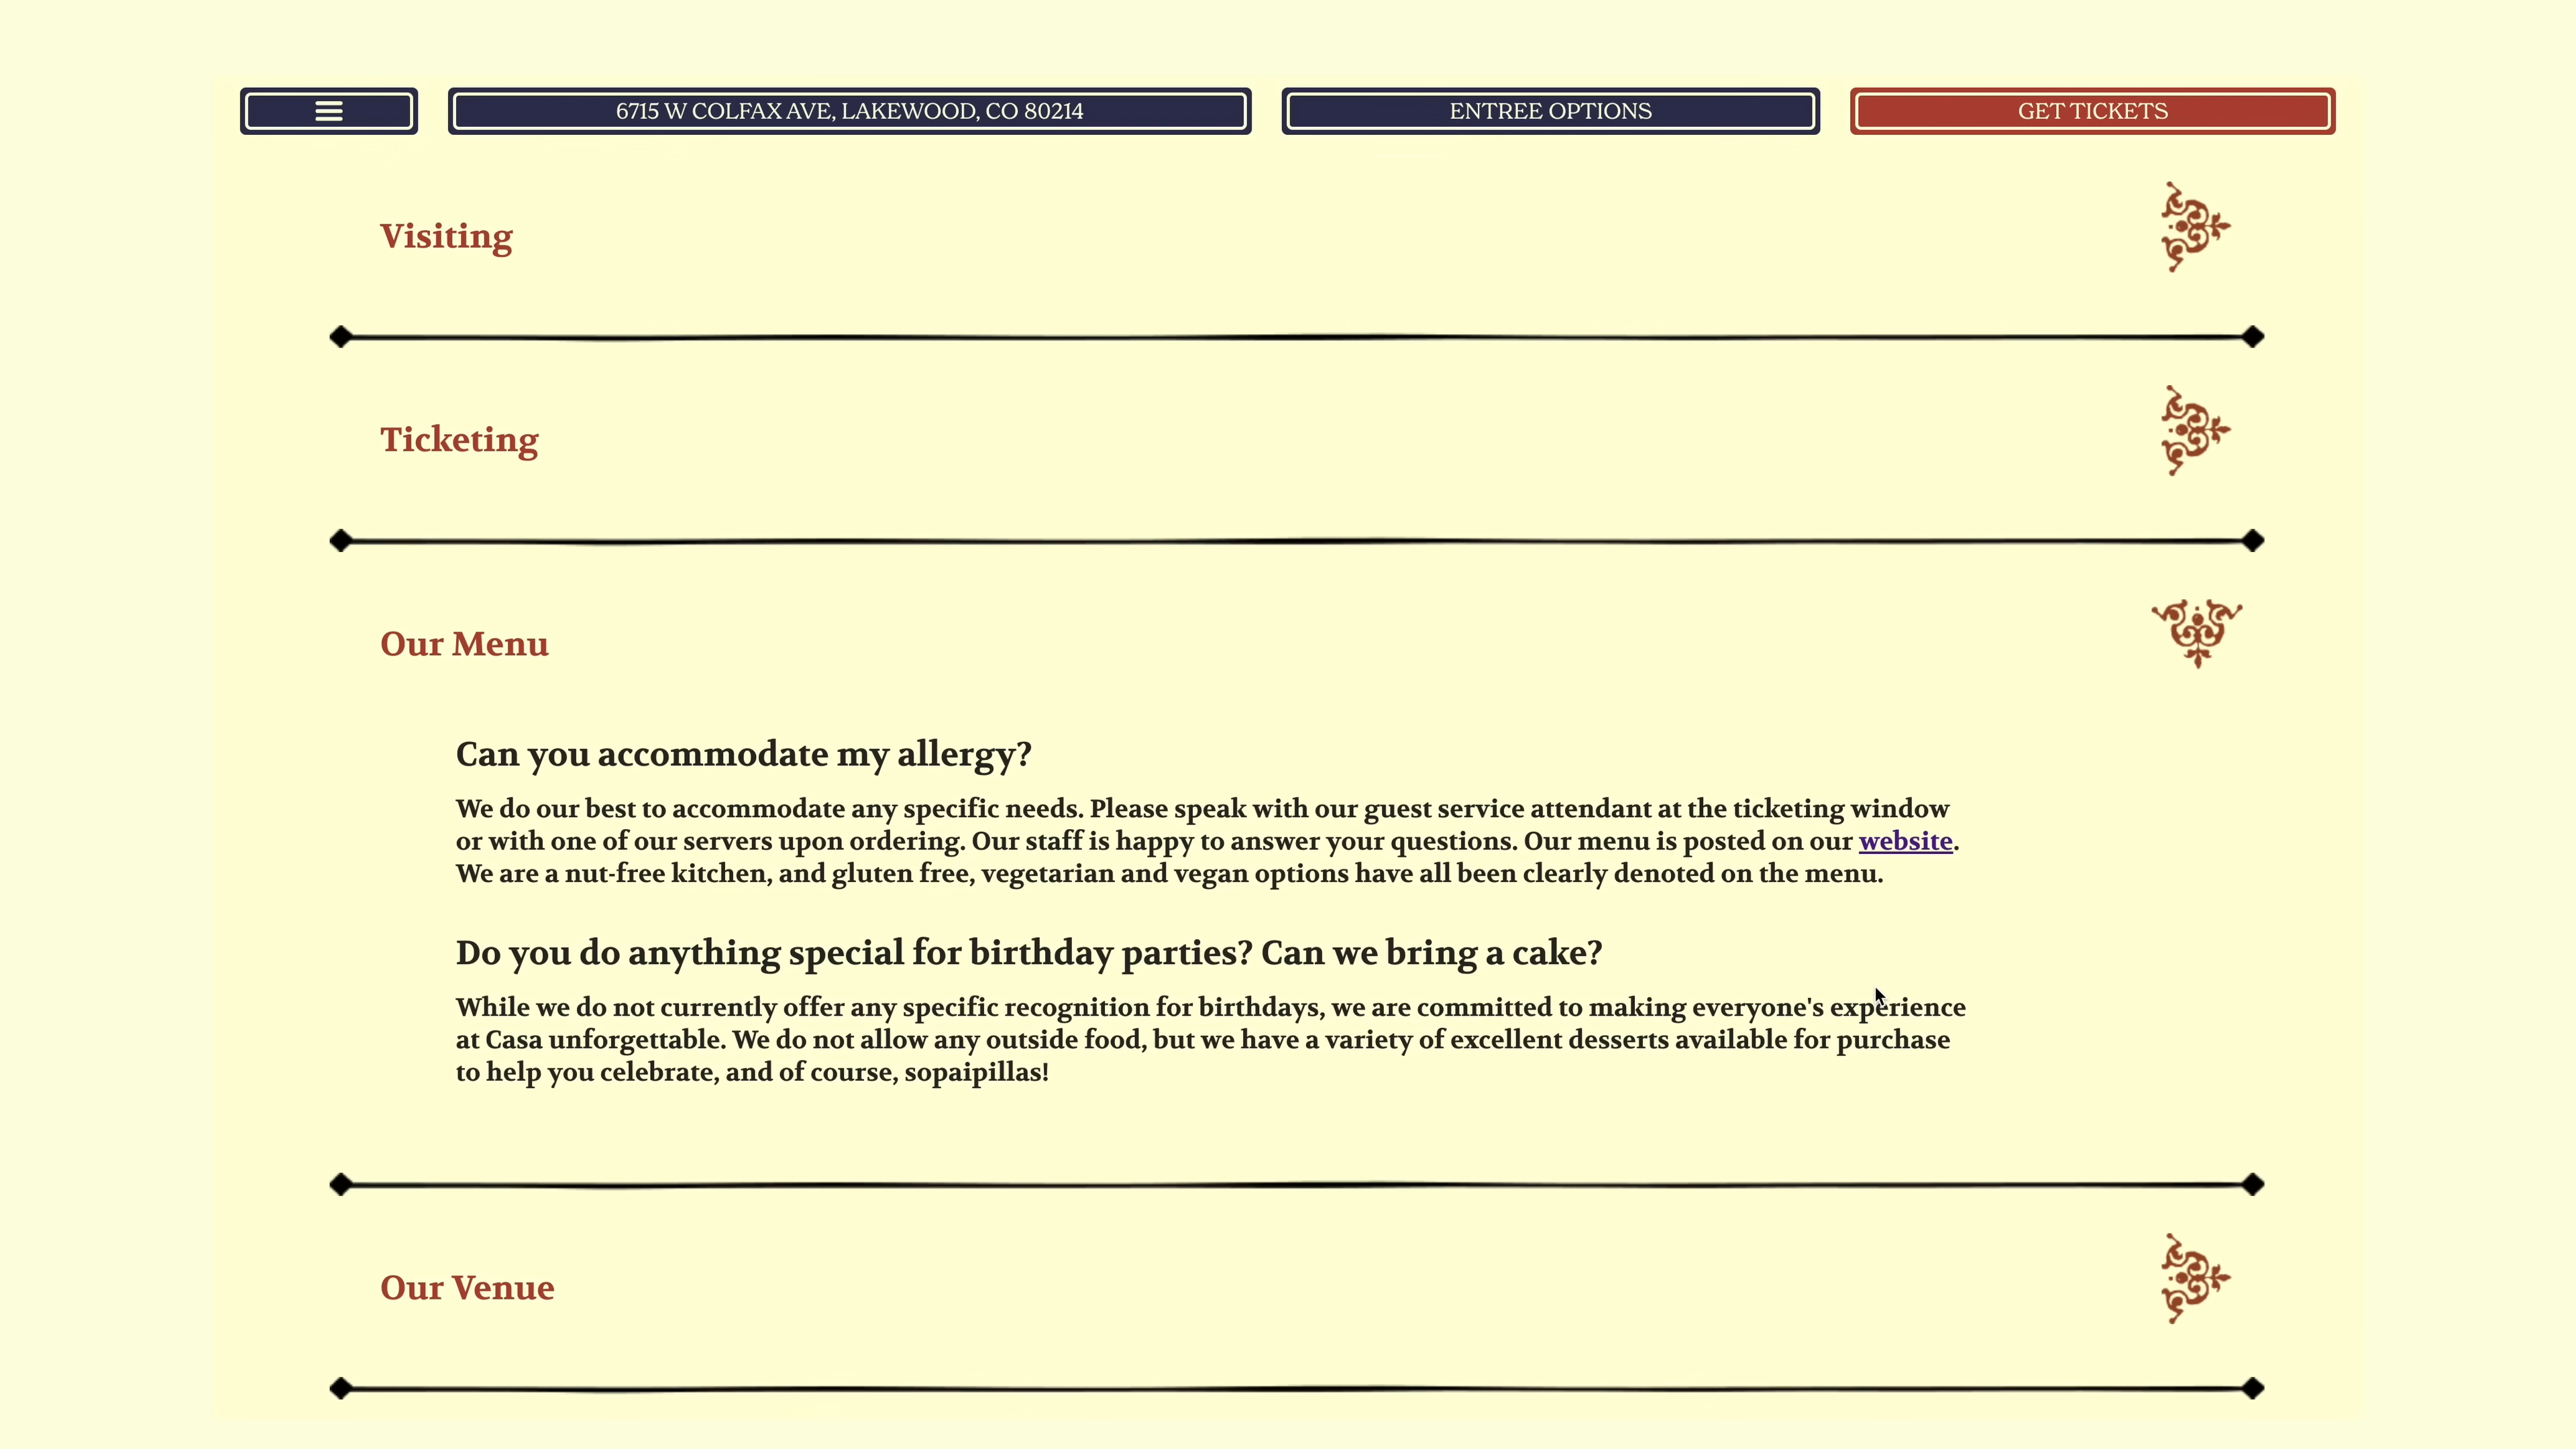 6715 W COLFAX AVE, LAKEWOOD, CO 80214
ENTREE OPTIONS
GET TICKETS
Visiting
Ticketing
Our Menu
Can you accommodate my allergy?
We do our best to accommodate any specific needs. Please speak with our guest service attendant at the ticketing window
or with one of our servers upon ordering. Our staff is happy to answer your questions. Our menu is posted on our website.
We are a nut-free kitchen, and gluten free, vegetarian and vegan options have all been clearly denoted on the menu.
Do you do anything special for birthday parties? Can we bring a cake?
While we do not currently offer any specific recognition for birthdays, we are committed to making everyone's experience
at Casa unforgettable. We do not allow any outside food, but we have a variety of excellent desserts available for purchase
to help you celebrate, and of course, sopaipillas!
Our Venue